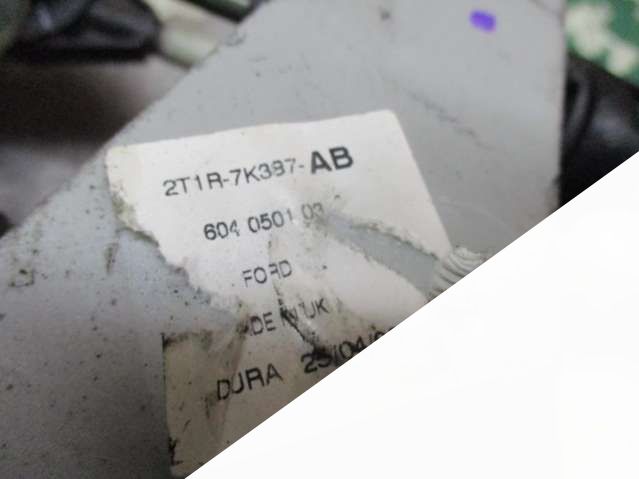 2T1R-7K387-AB
604 0501 03
FORD
DE IN UK
DURA 25/04/